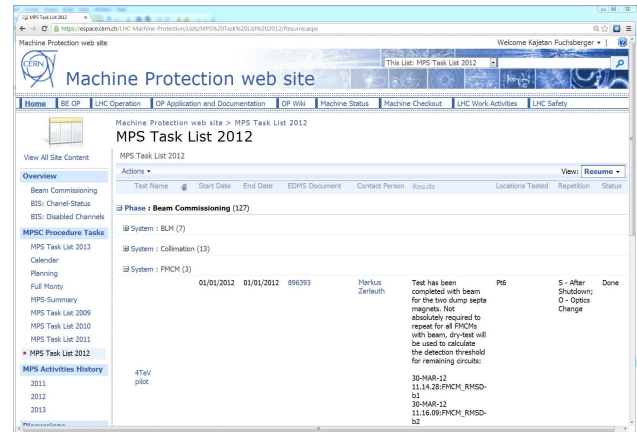 MPS Task List 2012
https://espace.cern.ch/LHC-Machine-Protection/Lists/MPS%20Task%20List%202012/Resume.aspx
Machine Protection web site
Welcome Kajetan Fuchsberger
CERN
Machine Protection web site
This List: MPS Task List 2012
Home BE OP LHC Operation OP Application and Documentation OP Wiki Machine Status Machine Checkout LHC Work Activities LHC Safety
Machine Protection web site > MPS Task List 2012
MPS Task List 2012
View All Site Content
Overview
Beam Commissioning
BIS: Chanel-Status
BIS: Disabled Channels
MPSC Procedure Tasks
MPS Task List 2013
Calendar
Planning
Full Monty
MPS-Summary
MPS Task List 2009
MPS Task List 2010
MPS Task List 2011
MPS Task List 2012
MPS Activities History
2011
2012
2013
Discussions
MPS Task List 2012
Actions
View: Resume
Test Name Start Date End Date EDMS Document Contact Person Results Locations Tested Repetition Status
Phase : Beam Commissioning (127)
System : BLM (7)
System : Collimation (13)
System : FMCM (3)
4TeV
pilot
01/01/2012 01/01/2012 896393
Markus
Zerlauth
Test has been
completed with beam
for the two dump septa
magnets. Not
absolutely required to
repeat for all FMCMs
with beam, dry-test will
be used to calculate
the detection threshold
for remaining circuits:
30-MAR-12
11.14.28:FMCM_RMSD-
b1
30-MAR-12
11.16.09:FMCM_RMSD-
b2
Pt6
S - After
Shutdown;
O - Optics
Change
Done